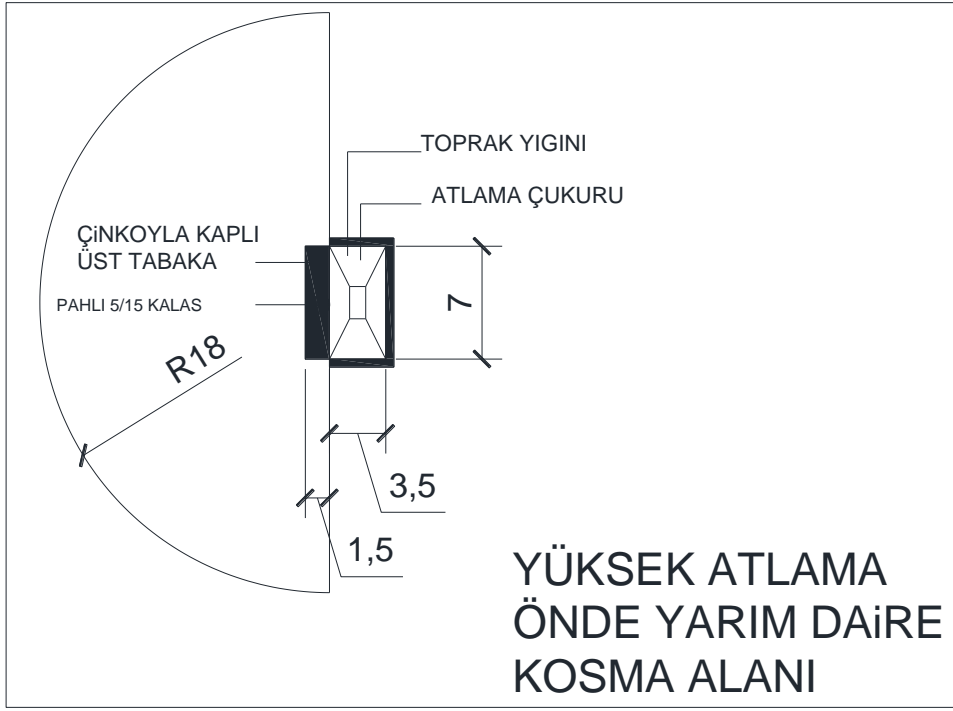 TOPRAK YIGINI
ATLAMA ÇUKURU
ÇiNKOYLA KAPLI
ÜST TABAKA
PAHLI 5/15 KALAS
7
R18
3,5
1,5
YÜKSEK ATLAMA
ÖNDE YARIM DAiRE
KOSMA ALANI